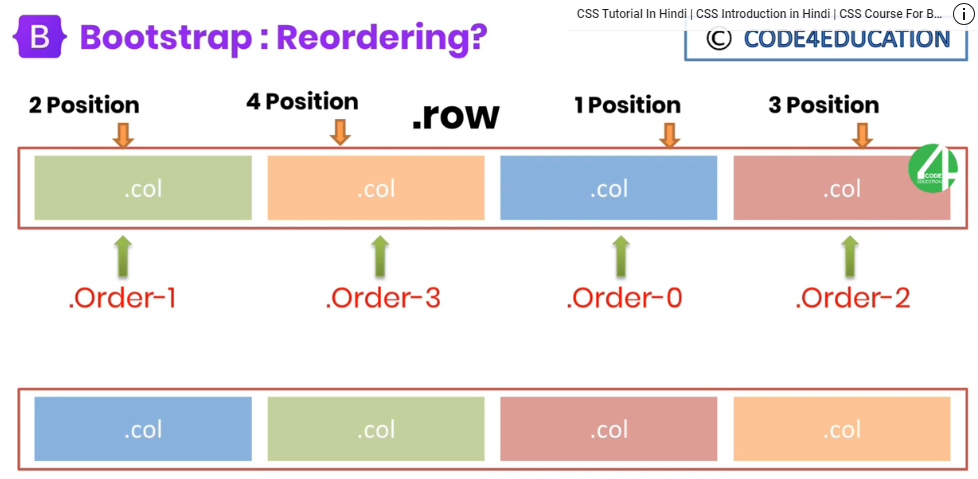 CSS Tutorial In Hindi | CSS Introduction in Hindi | CSS Course For B...
B Bootstrap : Reordering?
© CODE4EDUCATION
2 Position 4 Position .row 1 Position 3 Position
.col .col .col .col
4 CODE EDUCATION
.Order-1 .Order-3 .Order-0 .Order-2
.col .col .col .col